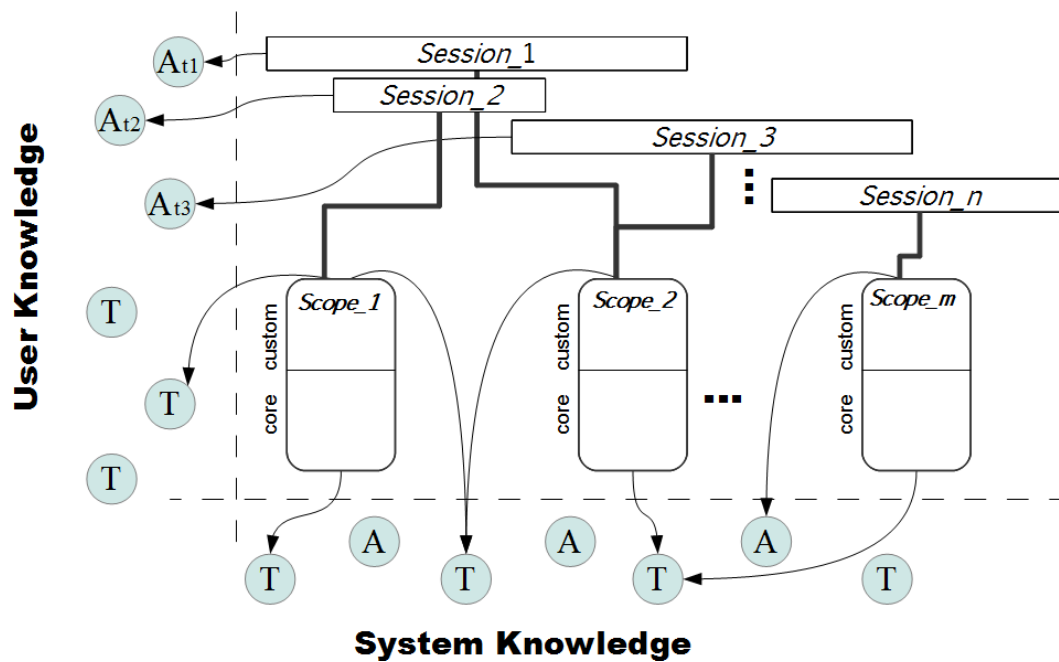 Session_1
At1
Session_2
At2
Session_3
At3
Session_n
User Knowledge
Scope_1
Scope_2
Scope_m
custom
custom
custom
T
T
core
core
...
core
T
A
A
A
T
T
T
T
System Knowledge